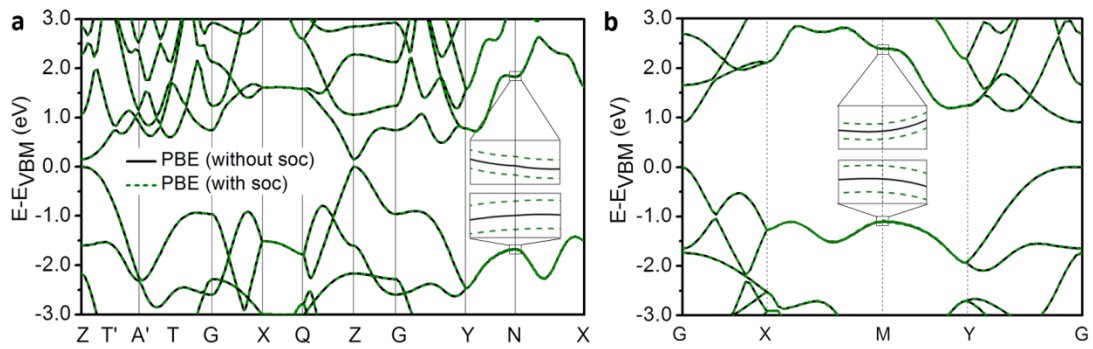 a
E-E_VBM (eV)
3.0
2.0
1.0
0.0
-1.0
-2.0
-3.0
PBE (without soc)
PBE (with soc)
Z T' A' T G X Q Z G Y N X
b
E-E_VBM (eV)
3.0
2.0
1.0
0.0
-1.0
-2.0
-3.0
G X M Y G